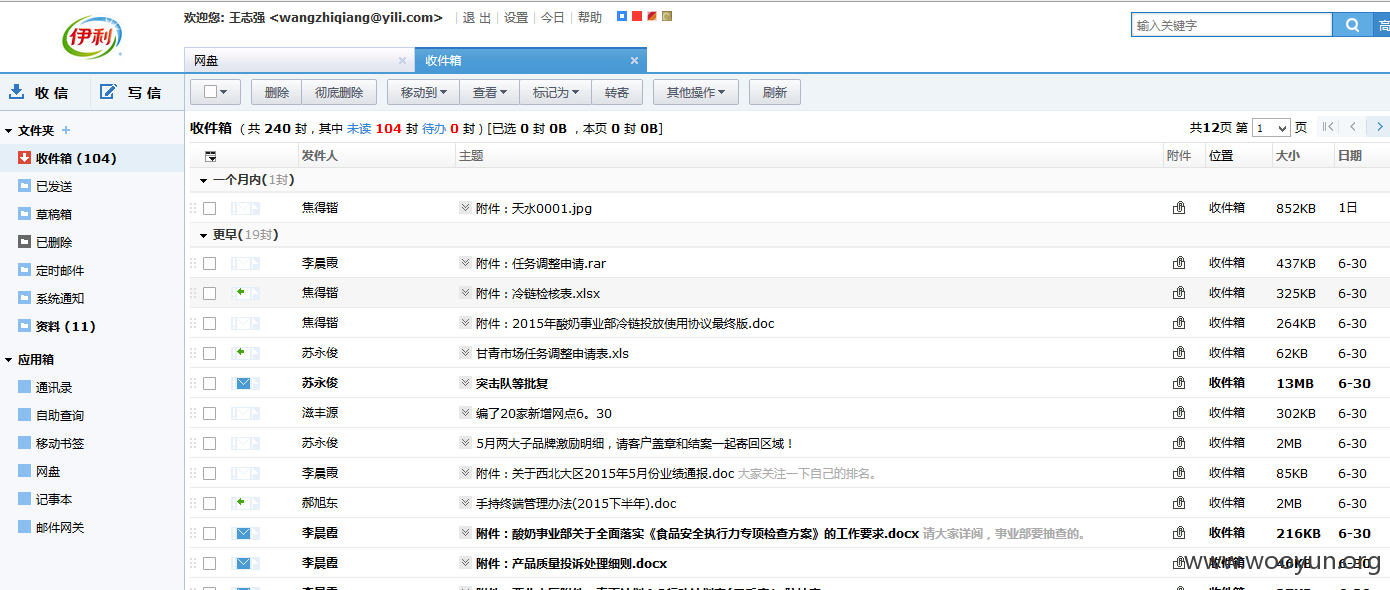 伊利
欢迎您: 王志强 <wangzhiqiang@yili.com> | 退 出 | 设置 | 今日 | 帮助
输入关键字
高
网盘 ×
收件箱 ×
收 信
写 信
删除 彻底删除 移动到 查看 标记为 转寄 其他操作 刷新
文件夹 +
收件箱 (104)
已发送
草稿箱
已删除
定时邮件
系统通知
资料 (11)
应用箱
通讯录
自助查询
移动书签
网盘
记事本
邮件网关
收件箱 ( 共 240 封 , 其中 未读 104 封 待办 0 封 ) [已选 0 封 0B , 本页 0 封 0B]
共12页 第 1 页
发件人 主题 附件 位置 大小 日期
一个月内(1封)
焦得锴 附件：天水0001.jpg 收件箱 852KB 1日
更早(19封)
李晨霞 附件：任务调整申请.rar 收件箱 437KB 6-30
焦得锴 附件：冷链检核表.xlsx 收件箱 325KB 6-30
焦得锴 附件：2015年酸奶事业部冷链投放使用协议最终版.doc 收件箱 264KB 6-30
苏永俊 甘青市场任务调整申请表.xls 收件箱 62KB 6-30
苏永俊 突击队等批复 收件箱 13MB 6-30
滋丰源 编了20家新增网点6。30 收件箱 302KB 6-30
苏永俊 5月两大子品牌激励明细，请客户盖章和结案一起寄回区域！ 收件箱 2MB 6-30
李晨霞 附件：关于西北大区2015年5月份业绩通报.doc 大家关注一下自己的排名。 收件箱 85KB 6-30
郝旭东 手持终端管理办法(2015下半年).doc 收件箱 2MB 6-30
李晨霞 附件：酸奶事业部关于全面落实《食品安全执行力专项检查方案》的工作要求.docx 请大家详阅，事业部要抽查的。 收件箱 216KB 6-30
李晨霞 附件：产品质量投诉处理细则.docx 收件箱 46KB 6-30
www.wooyun.org